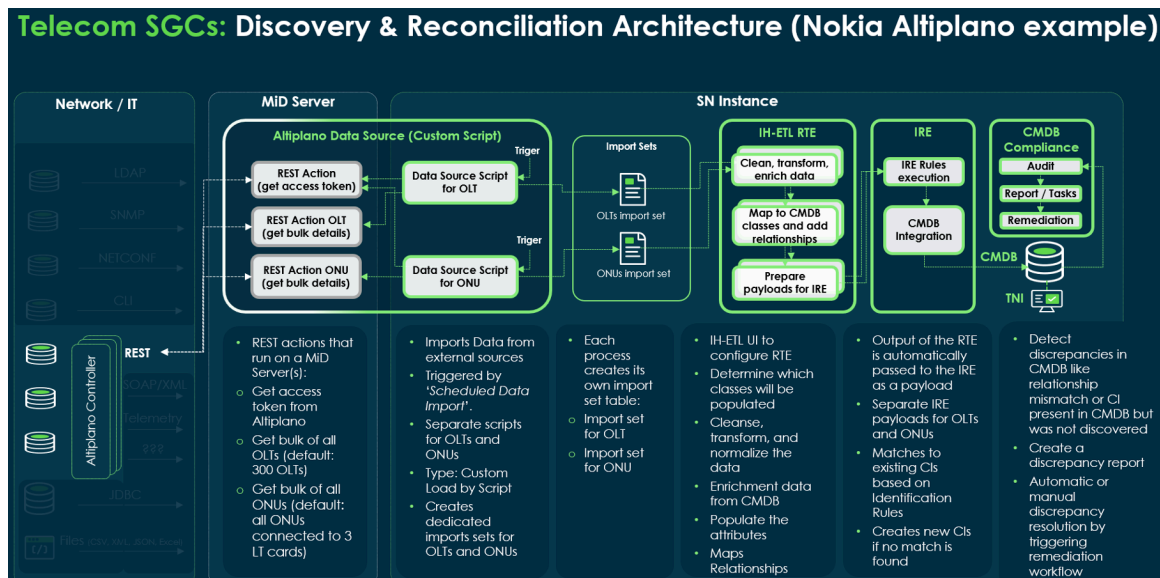 Telecom SGCs: Discovery & Reconciliation Architecture (Nokia Altiplano example)
Network / IT
LDAP
SNMP
NETCONF
CLI
REST
Altiplano Controller
SOAP/XML
Telemetry
???
JDBC
Files (CSV, XML, JSON, Excel)
MiD Server
SN Instance
Altiplano Data Source (Custom Script)
REST Action
(get access token)
REST Action OLT
(get bulk details)
REST Action ONU
(get bulk details)
Triger
Data Source Script
for OLT
Triger
Data Source Script
for ONU
Import Sets
OLTs import set
ONUs import set
IH-ETL RTE
Clean, transform,
enrich data
Map to CMDB
classes and add
relationships
Prepare
payloads for IRE
IRE
IRE Rules
execution
CMDB
Integration
CMDB
Compliance
Audit
Report / Tasks
Remediation
CMDB
TNI
• REST actions that
run on a MiD
Server(s):
o Get access
token from
Altiplano
o Get bulk of all
OLTs (default:
300 OLTs)
o Get bulk of all
ONUs (default:
all ONUs
connected to 3
LT cards)
• Imports Data from
external sources
• Triggered by
'Scheduled Data
Import'.
• Separate scripts
for OLTs and
ONUs
• Type: Custom
Load by Script
• Creates
dedicated
imports sets for
OLTs and ONUs
• Each
process
creates its
own import
set table:
o Import set
for OLT
o Import set
for ONU
• IH-ETL UI to
configure RTE
• Determine which
classes will be
populated
• Cleanse,
transform, and
normalize the
data
• Enrichment data
from CMDB
• Populate the
attributes
• Maps
Relationships
• Output of the RTE
is automatically
passed to the IRE
as a payload
• Separate IRE
payloads for OLTs
and ONUs
• Matches to
existing CIs
based on
Identification
Rules
• Creates new CIs
if no match is
found
• Detect
discrepancies in
CMDB like
relationship
mismatch or CI
present in CMDB but
was not discovered
• Create a
discrepancy report
• Automatic or
manual
discrepancy
resolution by
triggering
remediation
workflow